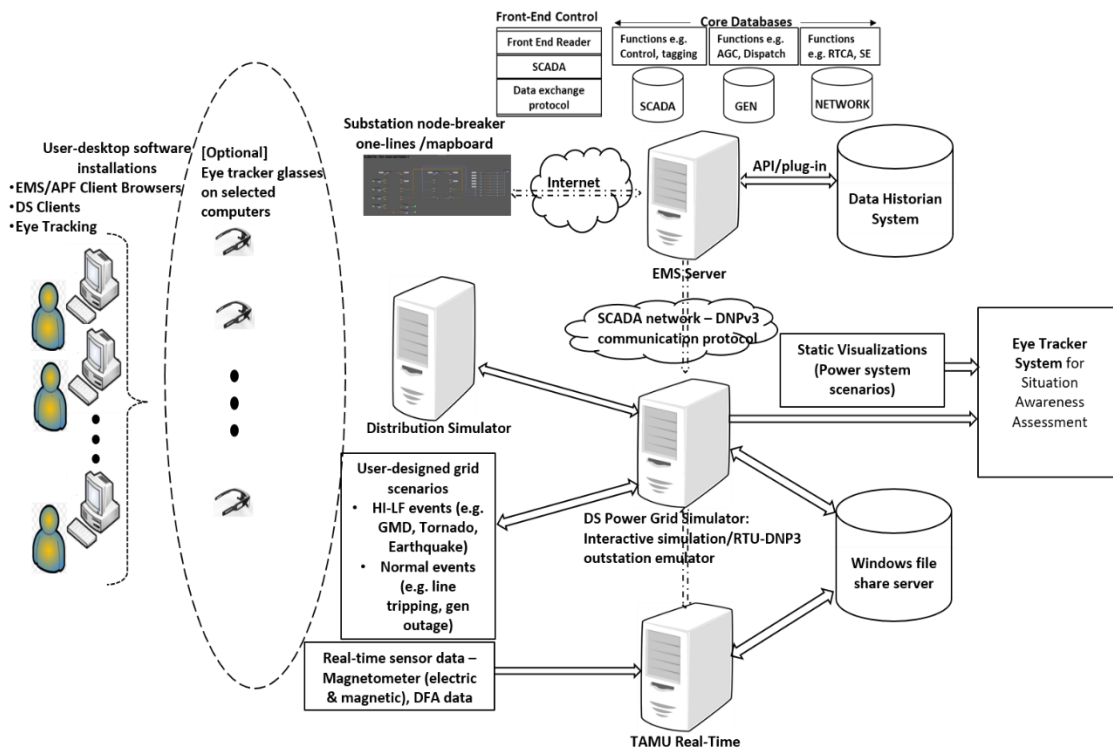 Front-End Control
Front End Reader
SCADA
Data exchange
protocol
Core Databases
Functions e.g.
Control, tagging
Functions e.g.
AGC, Dispatch
Functions
e.g. RTCA, SE
SCADA
GEN
NETWORK
Substation node-breaker
one-lines /mapboard
Internet
API/plug-in
Data Historian
System
EMS Server
User-desktop software
installations
•EMS/APF Client Browsers
•DS Clients
•Eye Tracking
[Optional]
Eye tracker glasses
on selected
computers
SCADA network – DNPv3
communication protocol
Static Visualizations
(Power system
scenarios)
Eye Tracker
System for
Situation
Awareness
Assessment
Distribution Simulator
User-designed grid
scenarios
• HI-LF events (e.g.
GMD, Tornado,
Earthquake)
• Normal events
(e.g. line
tripping, gen
outage)
DS Power Grid Simulator:
Interactive simulation/RTU-DNP3
outstation emulator
Windows file
share server
Real-time sensor data –
Magnetometer (electric
& magnetic), DFA data
TAMU Real-Time